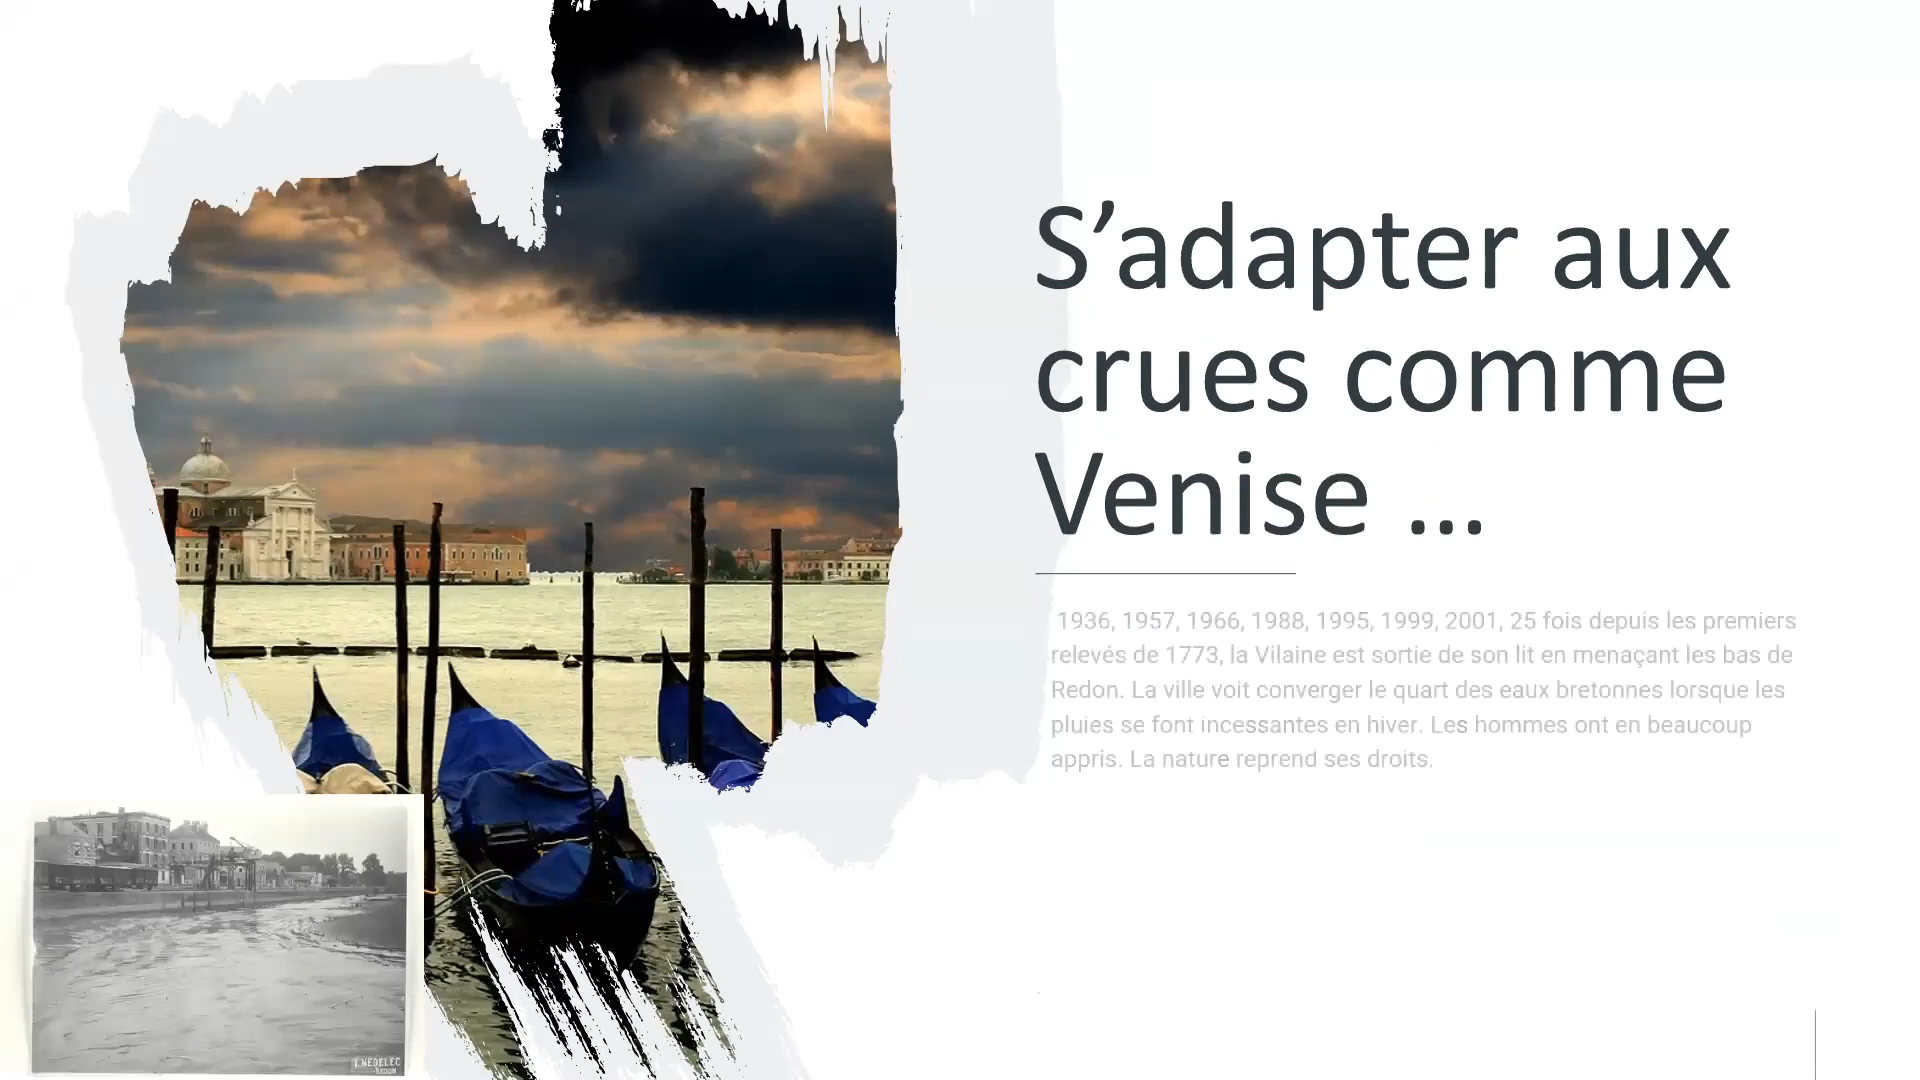 S’adapter aux
crues comme
Venise ...
1936, 1957, 1966, 1988, 1995, 1999, 2001, 25 fois depuis les premiers
relevés de 1773, la Vilaine est sortie de son lit en menaçant les bas de
Redon. La ville voit converger le quart des eaux bretonnes lorsque les
pluies se font incessantes en hiver. Les hommes ont en beaucoup
appris. La nature reprend ses droits.
E.NEDELEC
REDON